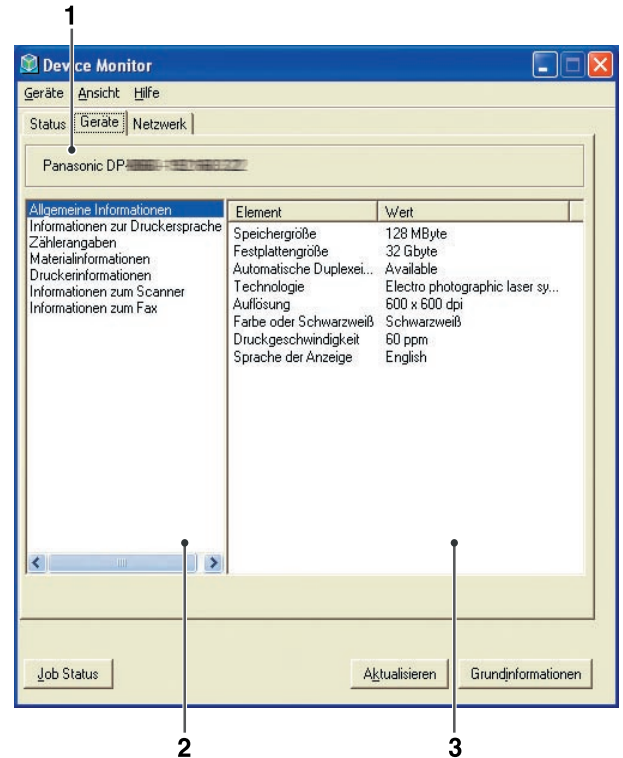 1
Device Monitor
Geräte Ansicht Hilfe
Status Geräte Netzwerk
Panasonic DP
Allgemeine Informationen
Informationen zur Druckersprache
Zählerangaben
Materialinformationen
Druckerinformationen
Informationen zum Scanner
Informationen zum Fax
Element Wert
Speichergröße 128 MByte
Festplattengröße 32 Gbyte
Automatische Duplexei... Available
Technologie Electro photographic laser sy...
Auflösung 600 x 600 dpi
Farbe oder Schwarzweiß Schwarzweiß
Druckgeschwindigkeit 60 ppm
Sprache der Anzeige English
Job Status Aktualisieren Grundinformationen
2 3